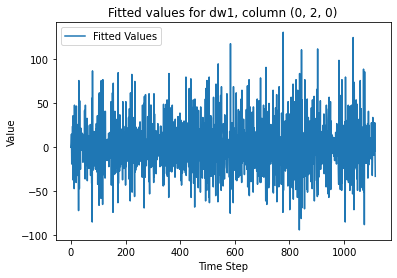 Fitted values for dw1, column (0, 2, 0)
Fitted Values
100
50
0
−50
−100
Value
0
200
400
600
800
1000
Time Step